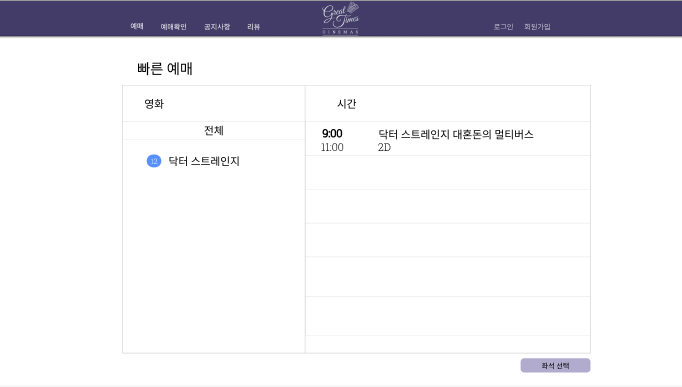 예매 예매확인 공지사항 리뷰
Great Times
CINEMAS
로그인 회원가입
빠른 예매
영화 시간
전체
9:00 닥터 스트레인지 대혼돈의 멀티버스
11:00 2D
12 닥터 스트레인지
좌석 선택